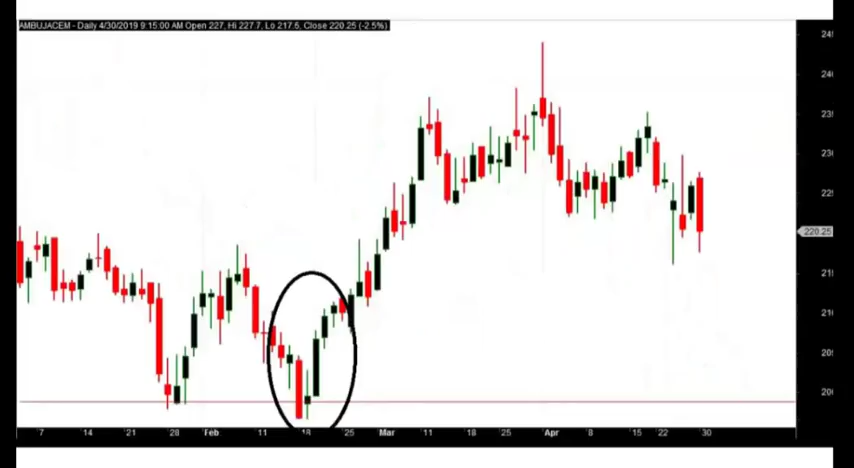 AMBUJACEM - Daily 4/30/2019 9:15:00 AM Open 227, Hi 227.7, Lo 217.5, Close 220.25 (-2.5%)
220.25
7 14 21 28 Feb 11 18 25 Mar 11 18 25 Apr 8 15 22 30